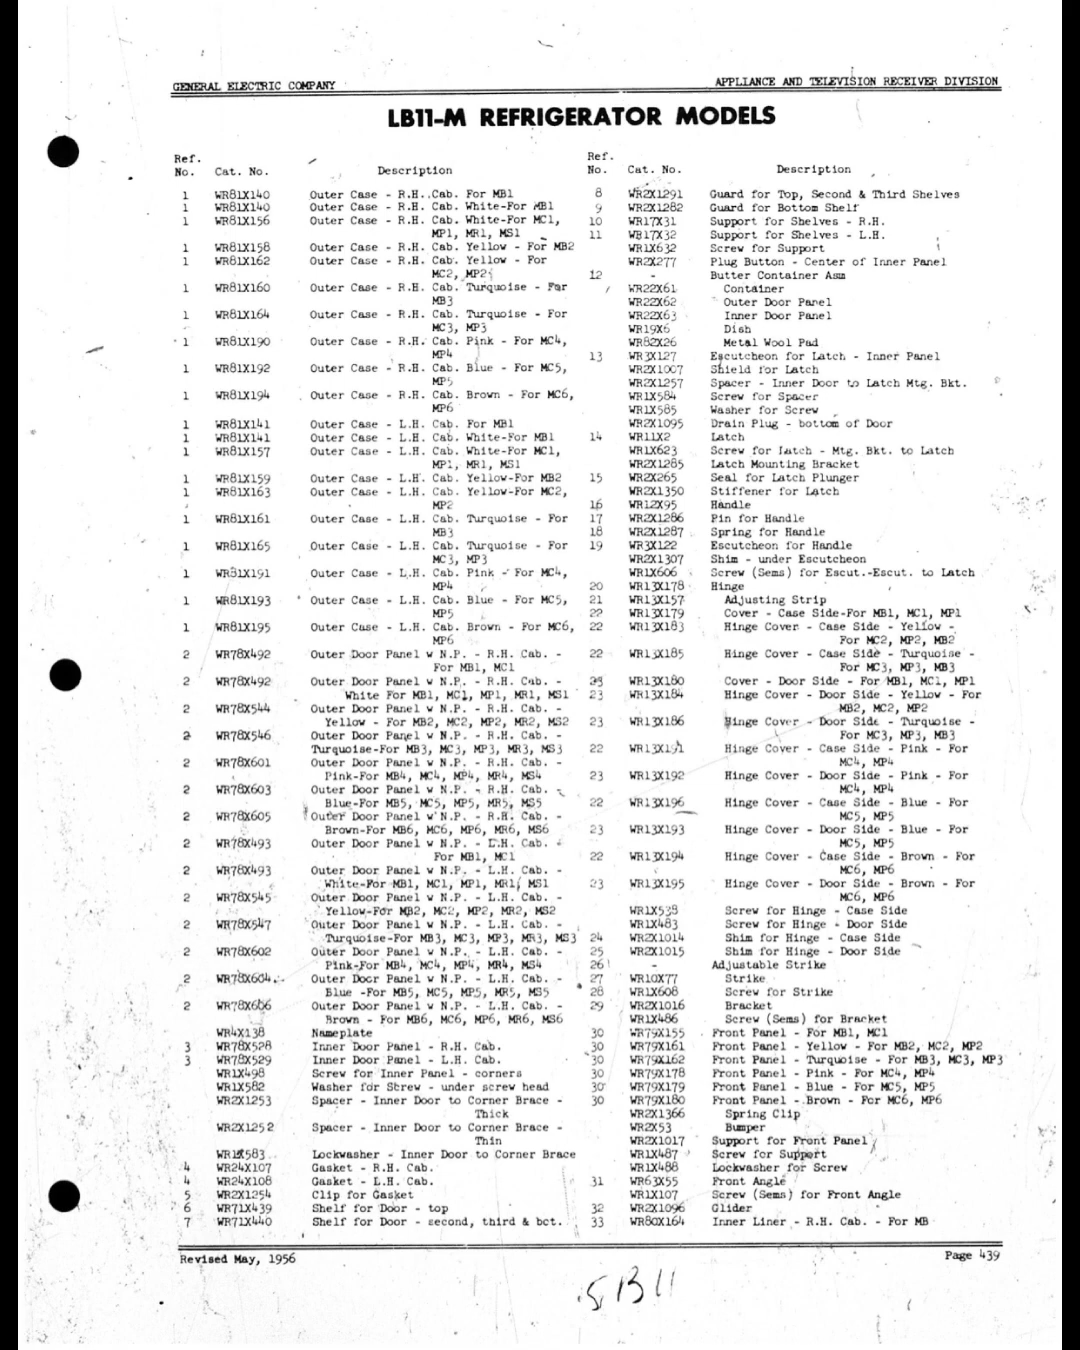 GENERAL ELECTRIC COMPANY
APPLIANCE AND TELEVISION RECEIVER DIVISION
LB11-M REFRIGERATOR MODELS
Ref.
No. Cat. No. Description
1 WR81X140 Outer Case - R.H. Cab. For MB1
1 WR81X140 Outer Case - R.H. Cab. White-For MB1
1 WR81X156 Outer Case - R.H. Cab. White-For MC1,
MP1, MR1, MS1
1 WR81X158 Outer Case - R.H. Cab. Yellow - For MB2
1 WR81X162 Outer Case - R.H. Cab. Yellow - For
MC2, MP2
1 WR81X160 Outer Case - R.H. Cab. Turquoise - For
MB3
1 WR81X164 Outer Case - R.H. Cab. Turquoise - For
MC3, MP3
1 WR81X190 Outer Case - R.H. Cab. Pink - For MC4,
MP4
1 WR81X192 Outer Case - R.H. Cab. Blue - For MC5,
MP5
1 WR81X194 Outer Case - R.H. Cab. Brown - For MC6,
MP6
1 WR81X141 Outer Case - L.H. Cab. For MB1
1 WR81X141 Outer Case - L.H. Cab. White-For MB1
1 WR81X157 Outer Case - L.H. Cab. White-For MC1,
MP1, MR1, MS1
1 WR81X159 Outer Case - L.H. Cab. Yellow-For MB2
1 WR81X163 Outer Case - L.H. Cab. Yellow-For MC2,
MP2
1 WR81X161 Outer Case - L.H. Cab. Turquoise - For
MB3
1 WR81X165 Outer Case - L.H. Cab. Turquoise - For
MC3, MP3
1 WR81X191 Outer Case - L.H. Cab. Pink - For MC4,
MP4
1 WR81X193 Outer Case - L.H. Cab. Blue - For MC5,
MP5
1 WR81X195 Outer Case - L.H. Cab. Brown - For MC6,
MP6
2 WR78X492 Outer Door Panel w N.P. - R.H. Cab. -
For MB1, MC1
2 WR78X492 Outer Door Panel w N.P. - R.H. Cab. -
White For MB1, MC1, MP1, MR1, MS1
2 WR78X544 Outer Door Panel w N.P. - R.H. Cab. -
Yellow - For MB2, MC2, MP2, MR2, MS2
2 WR78X546 Outer Door Panel w N.P. - R.H. Cab. -
Turquoise-For MB3, MC3, MP3, MR3, MS3
2 WR78X601 Outer Door Panel w N.P. - R.H. Cab. -
Pink-For MB4, MC4, MP4, MR4, MS4
2 WR78X603 Outer Door Panel w N.P. - R.H. Cab. -
Blue-For MB5, MC5, MP5, MR5, MS5
2 WR78X605 Outer Door Panel w N.P. - R.H. Cab. -
Brown-For MB6, MC6, MP6, MR6, MS6
2 WR78X493 Outer Door Panel w N.P. - L.H. Cab. -
For MB1, MC1
2 WR78X493 Outer Door Panel w N.P. - L.H. Cab. -
White-For MB1, MC1, MP1, MR1, MS1
2 WR78X545 Outer Door Panel w N.P. - L.H. Cab. -
Yellow-For MB2, MC2, MP2, MR2, MS2
2 WR78X547 Outer Door Panel w N.P. - L.H. Cab. -
Turquoise-For MB3, MC3, MP3, MR3, MS3
2 WR78X602 Outer Door Panel w N.P. - L.H. Cab. -
Pink-For MB4, MC4, MP4, MR4, MS4
2 WR78X604 Outer Door Panel w N.P. - L.H. Cab. -
Blue -For MB5, MC5, MP5, MR5, MS5
2 WR78X606 Outer Door Panel w N.P. - L.H. Cab. -
Brown - For MB6, MC6, MP6, MR6, MS6
WR4X138 Nameplate
3 WR78X528 Inner Door Panel - R.H. Cab.
3 WR78X529 Inner Door Panel - L.H. Cab.
WR1X498 Screw for Inner Panel - corners
WR1X582 Washer for Strew - under screw head
WR2X1253 Spacer - Inner Door to Corner Brace -
Thick
WR2X1252 Spacer - Inner Door to Corner Brace -
Thin
WR1X583 Lockwasher - Inner Door to Corner Brace
4 WR24X107 Gasket - R.H. Cab.
4 WR24X108 Gasket - L.H. Cab.
5 WR2X1254 Clip for Gasket
6 WR71X439 Shelf for Door - top
7 WR71X440 Shelf for Door - second, third & bot.
Ref.
No. Cat. No. Description
8 WR2X1291 Guard for Top, Second & Third Shelves
9 WR2X1282 Guard for Bottom Shelf
10 WR17X31 Support for Shelves - R.H.
11 WB17X32 Support for Shelves - L.H.
WR1X632 Screw for Support
WR2X277 Plug Button - Center of Inner Panel
12 - Butter Container Asm
WR22X61 Container
WR22X62 Outer Door Panel
WR22X63 Inner Door Panel
WR19X6 Dish
WR82X26 Metal Wool Pad
13 WR3X127 Escutcheon for Latch - Inner Panel
WR2X1007 Shield for Latch
WR2X1257 Spacer - Inner Door to Latch Mtg. Bkt.
WR1X584 Screw for Spacer
WR1X585 Washer for Screw
WR2X1095 Drain Plug - bottom of Door
14 WR11X2 Latch
WR1X623 Screw for Latch - Mtg. Bkt. to Latch
WR2X1285 Latch Mounting Bracket
15 WR2X265 Seal for Latch Plunger
WR2X1350 Stiffener for Latch
16 WR12X95 Handle
17 WR2X1286 Pin for Handle
18 WR2X1287 Spring for Handle
19 WR3X122 Escutcheon for Handle
WR2X1307 Shim - under Escutcheon
WR1X606 Screw (Sems) for Escut.-Escut. to Latch
20 WR13X178 Hinge
21 WR13X157 Adjusting Strip
22 WR13X179 Cover - Case Side-For MB1, MC1, MP1
22 WR13X183 Hinge Cover - Case Side - Yellow -
For MC2, MP2, MB2
22 WR13X185 Hinge Cover - Case Side - Turquoise -
For MC3, MP3, MB3
23 WR13X180 Cover - Door Side - For MB1, MC1, MP1
23 WR13X184 Hinge Cover - Door Side - Yellow - For
MB2, MC2, MP2
23 WR13X186 Hinge Cover - Door Side - Turquoise -
For MC3, MP3, MB3
22 WR13X191 Hinge Cover - Case Side - Pink - For
MC4, MP4
23 WR13X192 Hinge Cover - Door Side - Pink - For
MC4, MP4
22 WR13X196 Hinge Cover - Case Side - Blue - For
MC5, MP5
23 WR13X193 Hinge Cover - Door Side - Blue - For
MC5, MP5
22 WR13X194 Hinge Cover - Case Side - Brown - For
MC6, MP6
23 WR13X195 Hinge Cover - Door Side - Brown - For
MC6, MP6
WR1X538 Screw for Hinge - Case Side
WR1X483 Screw for Hinge - Door Side
24 WR2X1014 Shim for Hinge - Case Side
25 WR2X1015 Shim for Hinge - Door Side
26 - Adjustable Strike
27 WR10X77 Strike
28 WR1X608 Screw for Strike
29 WR2X1016 Bracket
WR1X486 Screw (Sems) for Bracket
30 WR79X155 Front Panel - For MB1, MC1
30 WR79X161 Front Panel - Yellow - For MB2, MC2, MP2
30 WR79X162 Front Panel - Turquoise - For MB3, MC3, MP3
30 WR79X178 Front Panel - Pink - For MC4, MP4
30 WR79X179 Front Panel - Blue - For MC5, MP5
30 WR79X180 Front Panel - Brown - For MC6, MP6
WR2X1366 Spring Clip
WR2X53 Bumper
WR2X1017 Support for Front Panel
WR1X487 Screw for Support
WR1X488 Lockwasher for Screw
31 WR63X55 Front Angle
WR1X107 Screw (Sems) for Front Angle
32 WR2X1096 Glider
33 WR80X164 Inner Liner - R.H. Cab. - For MB
Revised May, 1956
Page 439